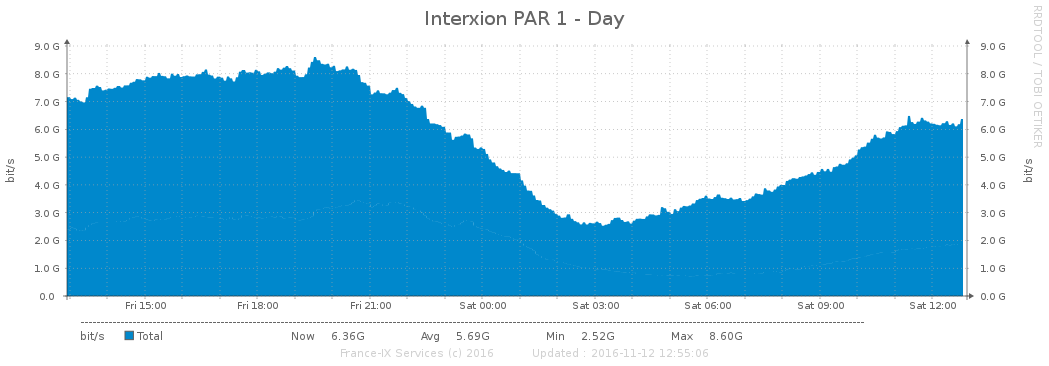 Interxion PAR 1 - Day
RRDTOOL / TOBI OETIKER
bit/s
9.0 G
8.0 G
7.0 G
6.0 G
5.0 G
4.0 G
3.0 G
2.0 G
1.0 G
0.0
9.0 G
8.0 G
7.0 G
6.0 G
5.0 G
4.0 G
3.0 G
2.0 G
1.0 G
0.0 G
bit/s
Fri 15:00 Fri 18:00 Fri 21:00 Sat 00:00 Sat 03:00 Sat 06:00 Sat 09:00 Sat 12:00
bit/s Total Now 6.36G Avg 5.69G Min 2.52G Max 8.60G
France-IX Services (c) 2016 Updated : 2016-11-12 12:55:06